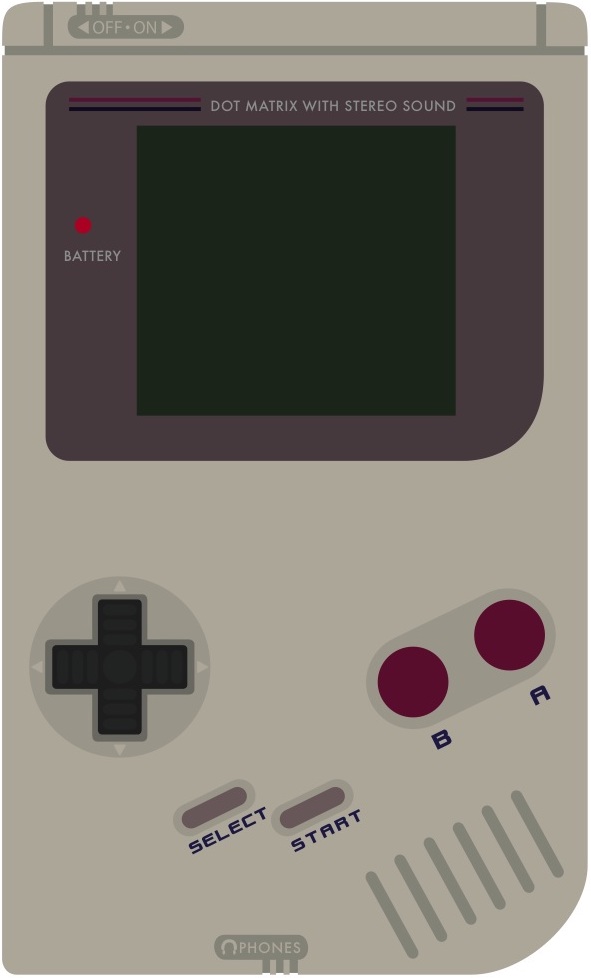 OFF•ON
DOT MATRIX WITH STEREO SOUND
BATTERY
A
B
SELECT
START
PHONES